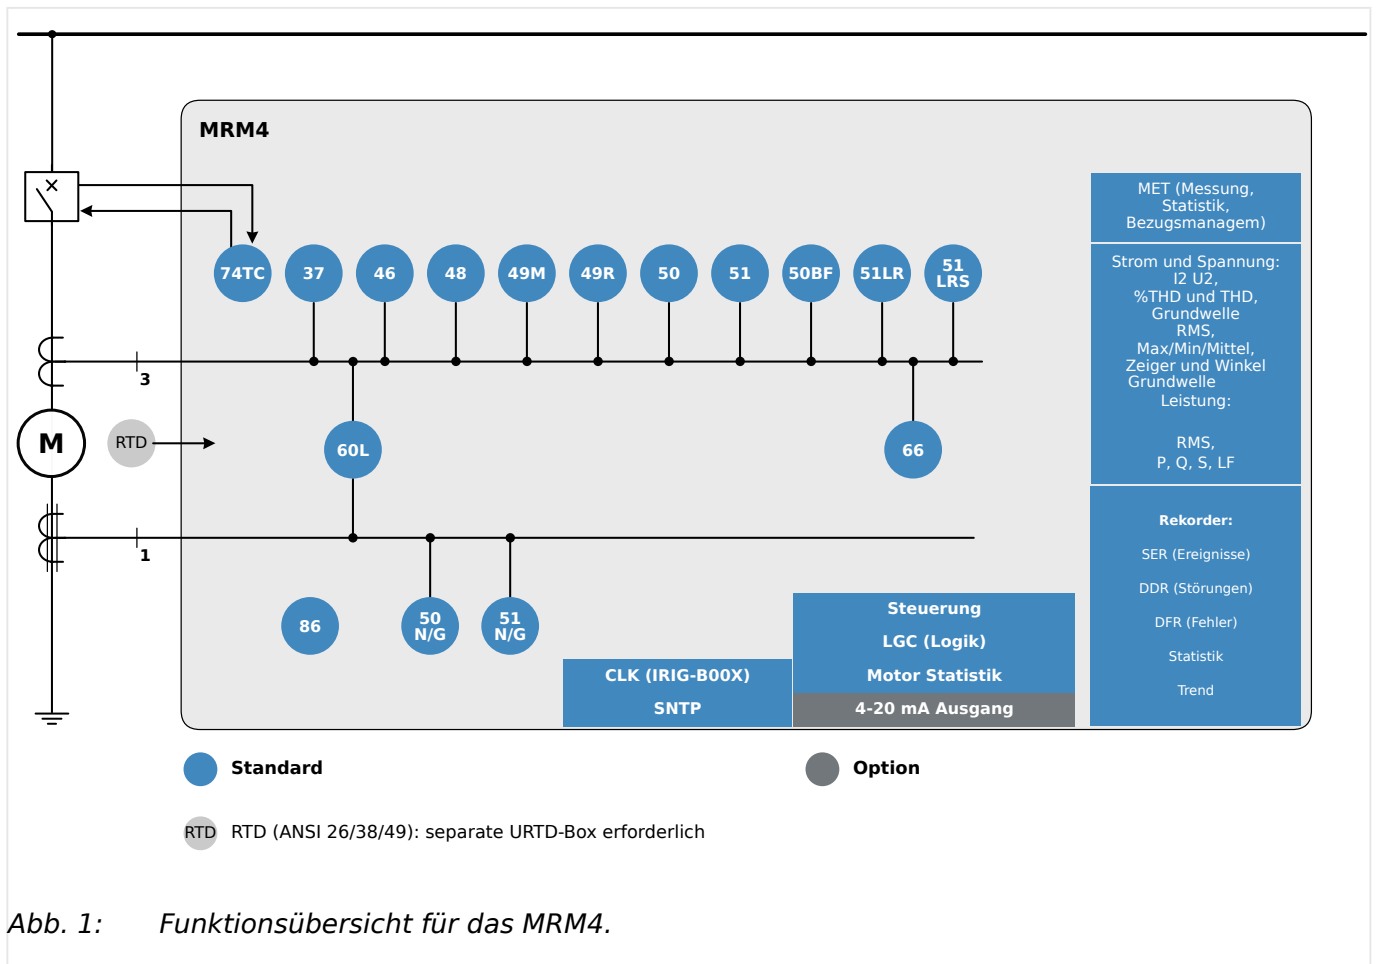 MRM4
MET (Messung,
Statistik,
Bezugsmanagem)
74TC
37
46
48
49M
49R
50
51
50BF
51LR
51
LRS
Strom und Spannung:
I2 U2,
%THD und THD,
Grundwelle
RMS,
Max/Min/Mittel,
Zeiger und Winkel
Grundwelle
Leistung:
RMS,
P, Q, S, LF
3
M
RTD
60L
66
1
Rekorder:
SER (Ereignisse)
DDR (Störungen)
DFR (Fehler)
Statistik
Trend
86
50
N/G
51
N/G
Steuerung
LGC (Logik)
Motor Statistik
4-20 mA Ausgang
CLK (IRIG-B00X)
SNTP
Standard
Option
RTD
RTD (ANSI 26/38/49): separate URTD-Box erforderlich
Abb. 1: Funktionsübersicht für das MRM4.